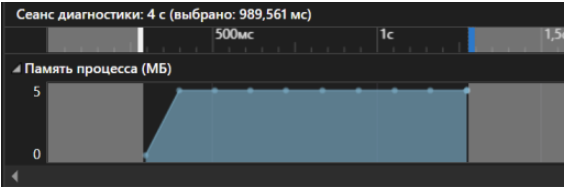 Сеанс диагностики: 4 с (выбрано: 989,561 мс)
500мс
1с
1,5
Память процесса (МБ)
5
0